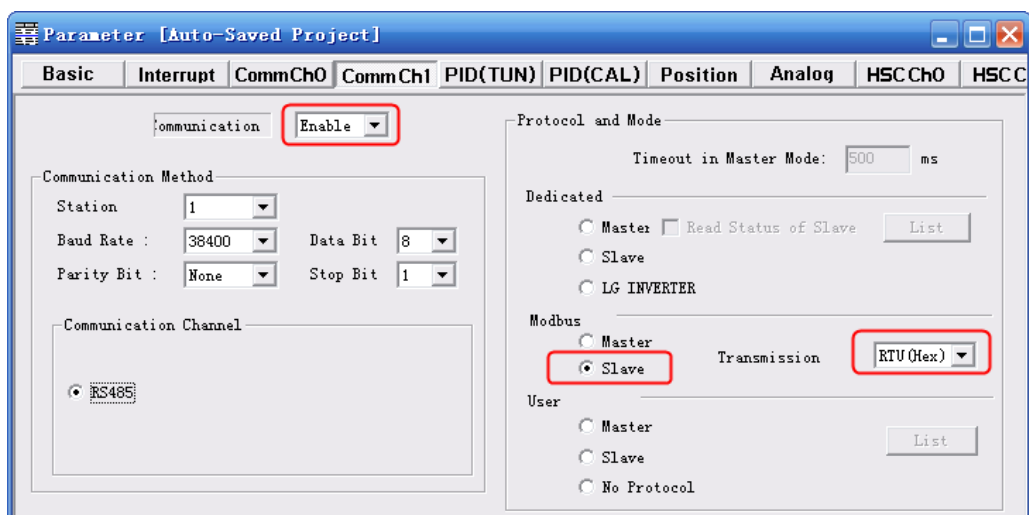 Parameter [Auto-Saved Project]
Basic Interrupt CommCh0 CommCh1 PID(TUN) PID(CAL) Position Analog HSCCh0 HSCC
Communication Enable
Communication Method
Station 1
Baud Rate : 38400 Data Bit 8
Parity Bit : None Stop Bit 1
Communication Channel
RS485
Protocol and Mode
Timeout in Master Mode: 500 ms
Dedicated
Master Read Status of Slave List
Slave
LG INVERTER
Modbus
Master
Slave Transmission RTU(Hex)
User
Master
Slave List
No Protocol